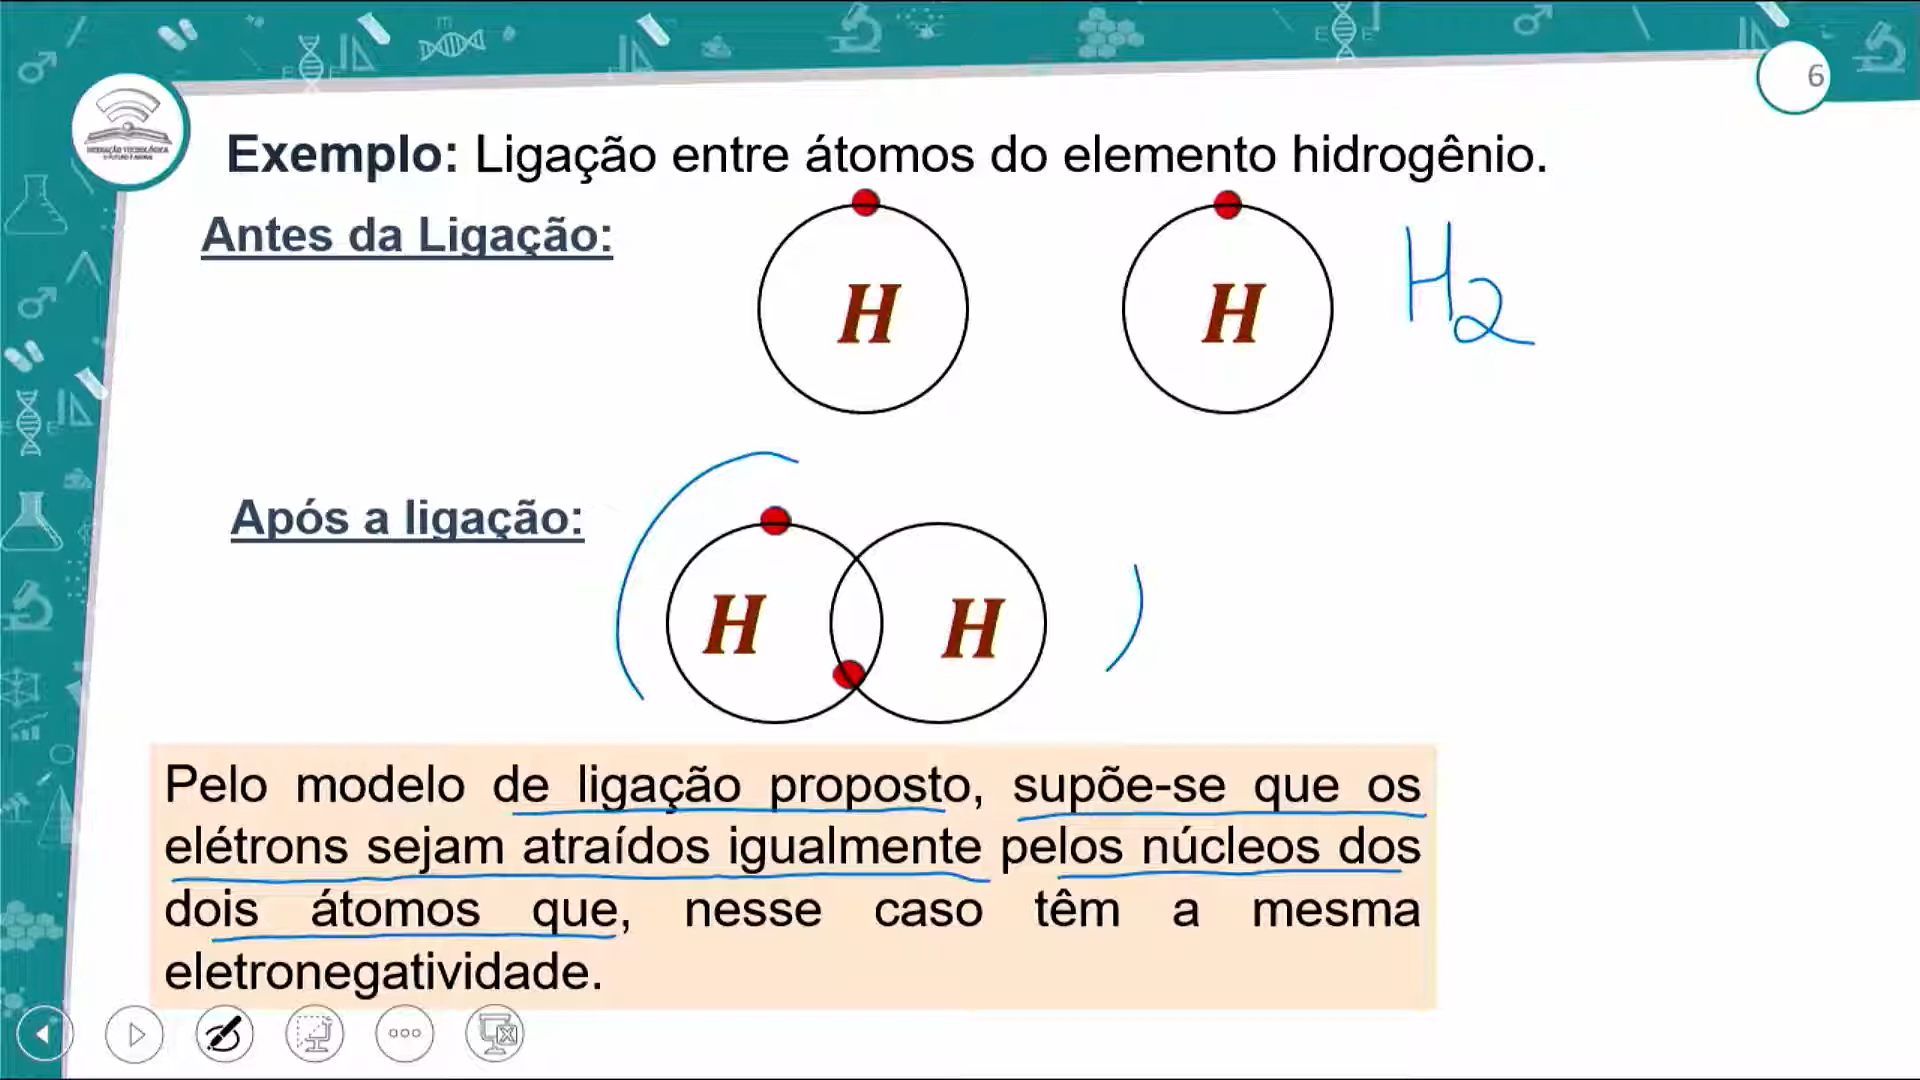 6
Exemplo: Ligação entre átomos do elemento hidrogênio.
Antes da Ligação:
H H H2
Após a ligação:
H H
Pelo modelo de ligação proposto, supõe-se que os
elétrons sejam atraídos igualmente pelos núcleos dos
dois átomos que, nesse caso têm a mesma
eletronegatividade.